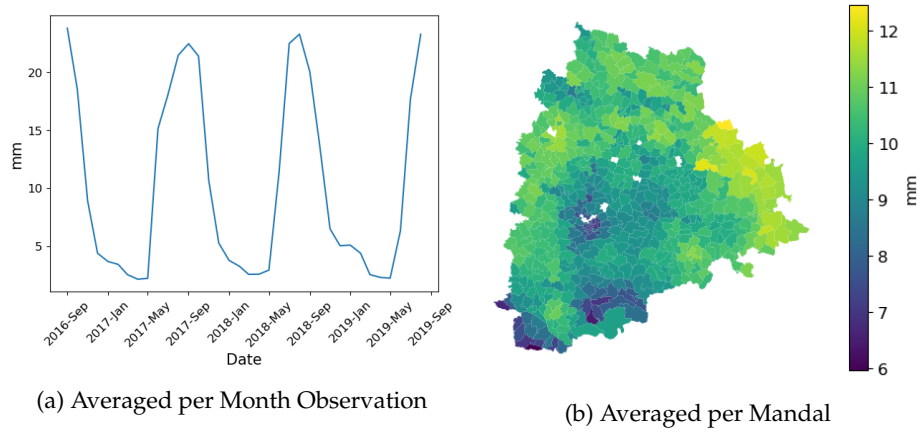 20
15
10
5
mm
2016-Sep
2017-Jan
2017-May
2017-Sep
2018-Jan
2018-May
2018-Sep
2019-Jan
2019-May
2019-Sep
Date
(a) Averaged per Month Observation
12
11
10
9
8
7
6
mm
(b) Averaged per Mandal